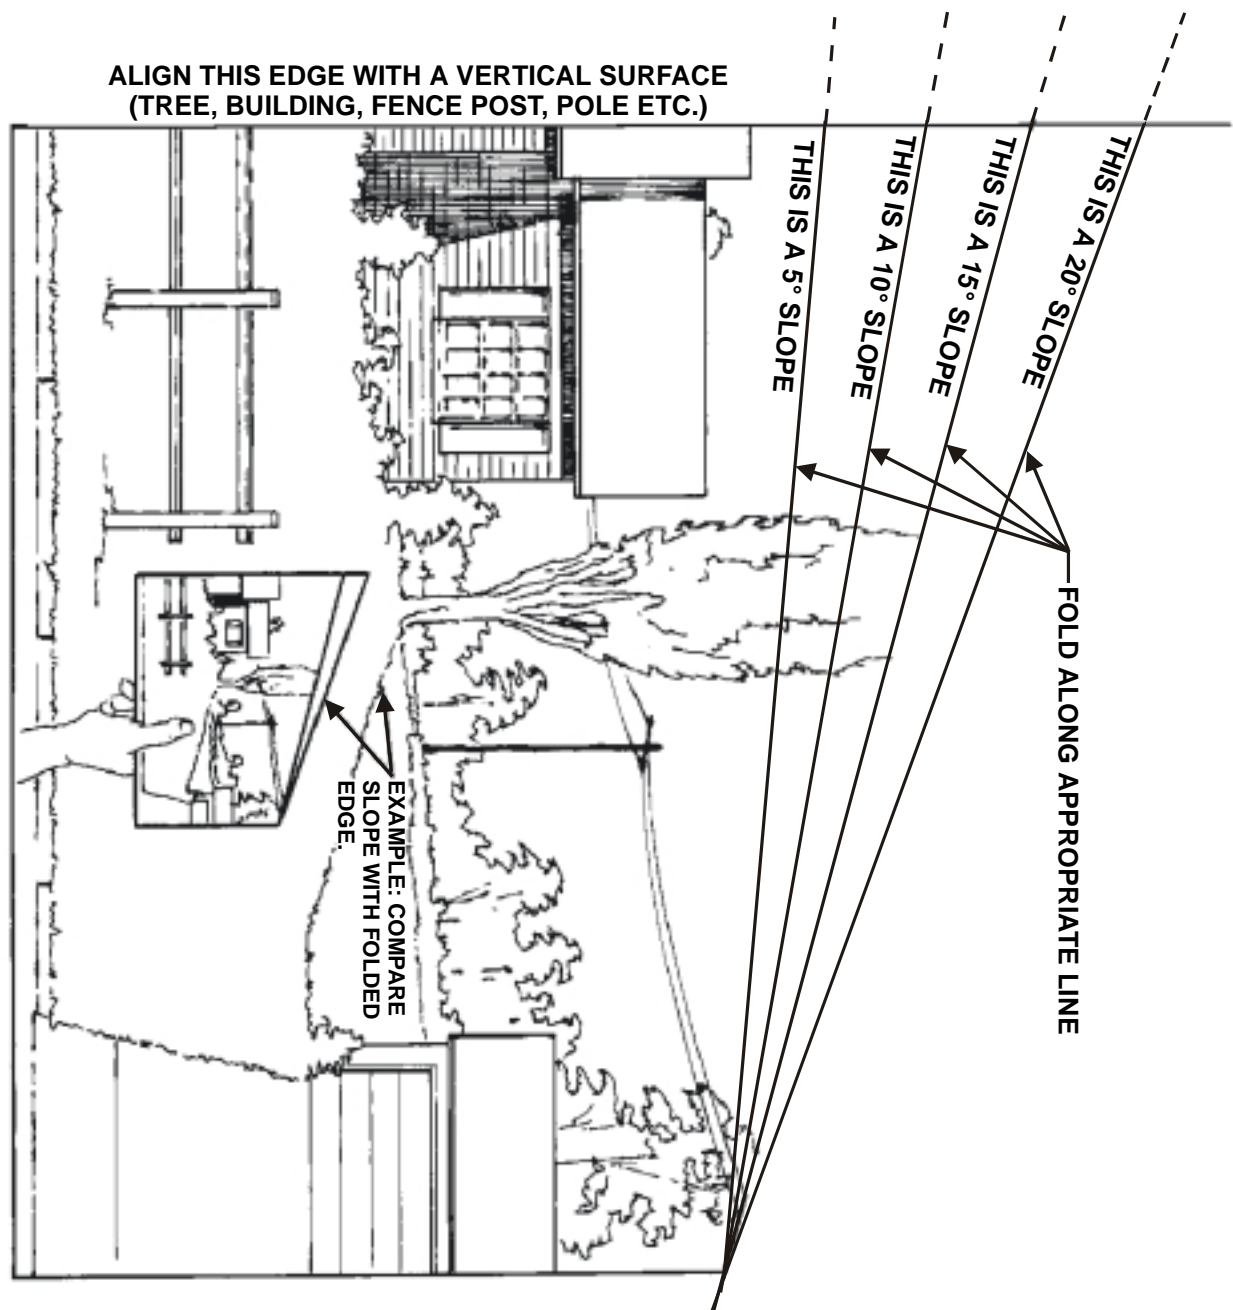 ALIGN THIS EDGE WITH A VERTICAL SURFACE
(TREE, BUILDING, FENCE POST, POLE ETC.)
THIS IS A 5° SLOPE
THIS IS A 10° SLOPE
THIS IS A 15° SLOPE
THIS IS A 20° SLOPE
FOLD ALONG APPROPRIATE LINE
EXAMPLE: COMPARE
SLOPE WITH FOLDED
EDGE.